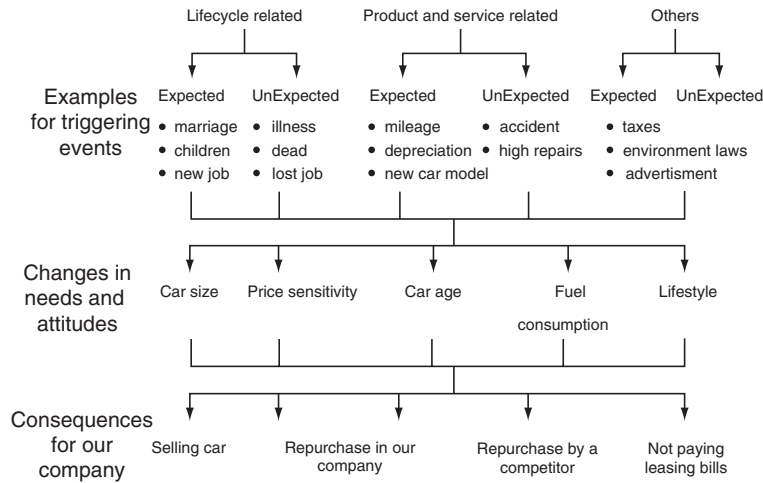 Lifecycle related
Product and service related
Others
Examples
for triggering
events
Expected
UnExpected
Expected
UnExpected
Expected
UnExpected
• marriage
• illness
• mileage
• accident
• taxes
• children
• dead
• depreciation
• high repairs
• environment laws
• new job
• lost job
• new car model
• advertisment
Changes in
needs and
attitudes
Car size
Price sensitivity
Car age
Fuel
consumption
Lifestyle
Consequences
for our
company
Selling car
Repurchase in our
company
Repurchase by a
competitor
Not paying
leasing bills